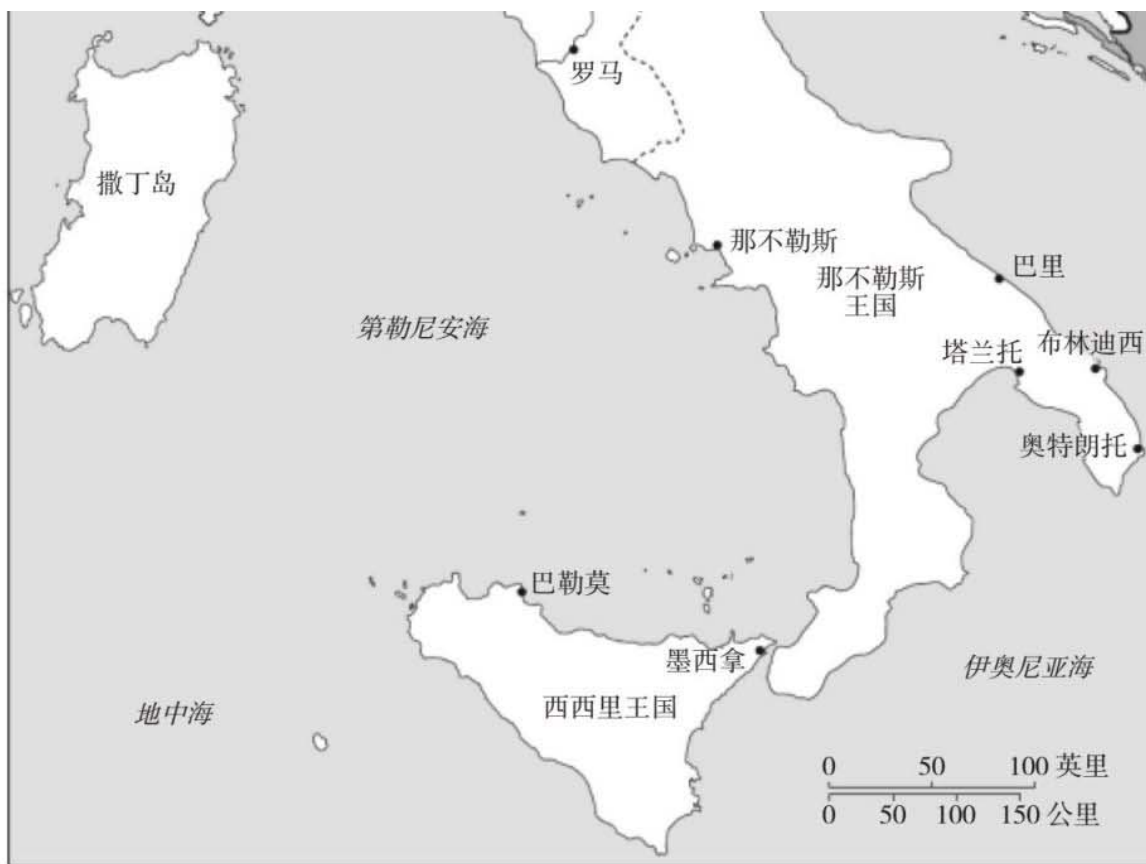 罗马
撒丁岛
那不勒斯
那不勒斯
王国
巴里
第勒尼安海
塔兰托
布林迪西
奥特朗托
巴勒莫
墨西拿
伊奥尼亚海
西西里王国
地中海
0 50 100 英里
0 50 100 150 公里